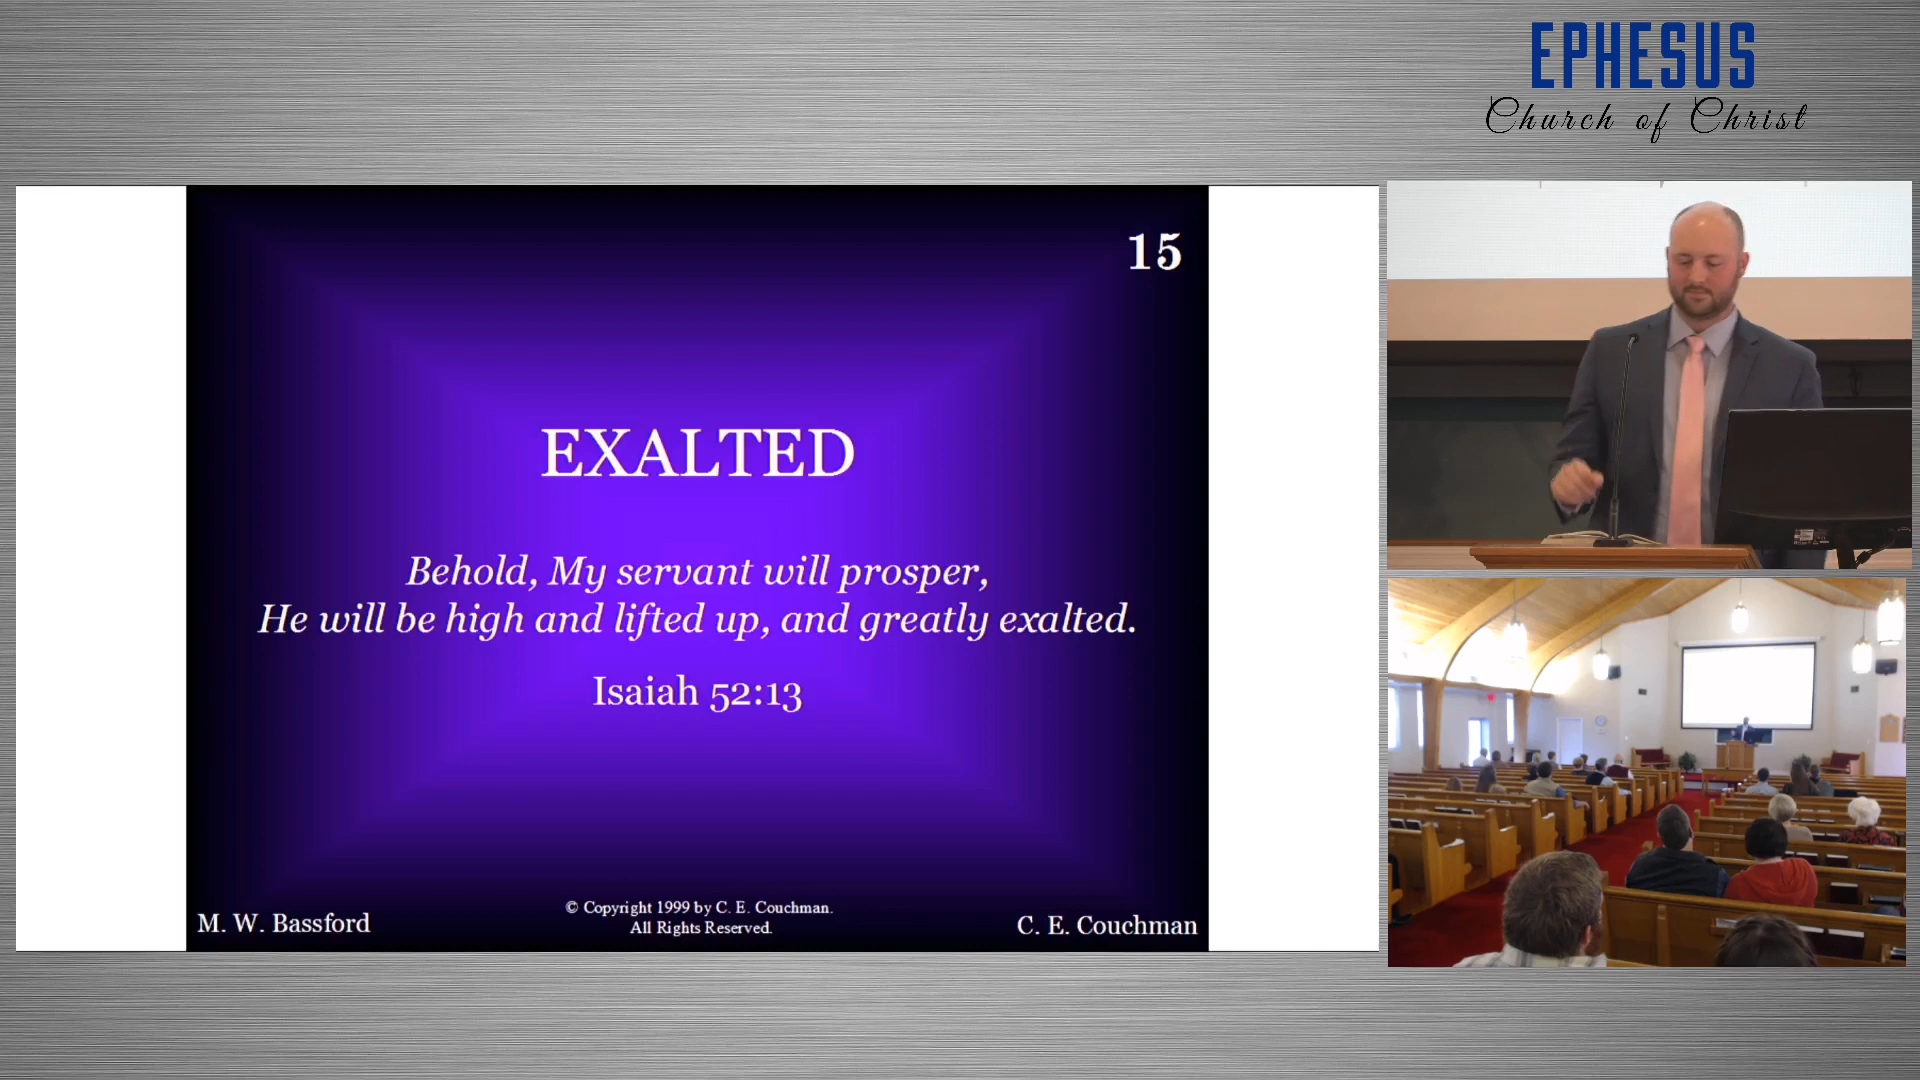 EPHESUS
Church of Christ
15
EXALTED
Behold, My servant will prosper,
He will be high and lifted up, and greatly exalted.
Isaiah 52:13
M. W. Bassford
© Copyright 1999 by C. E. Couchman.
All Rights Reserved.
C. E. Couchman